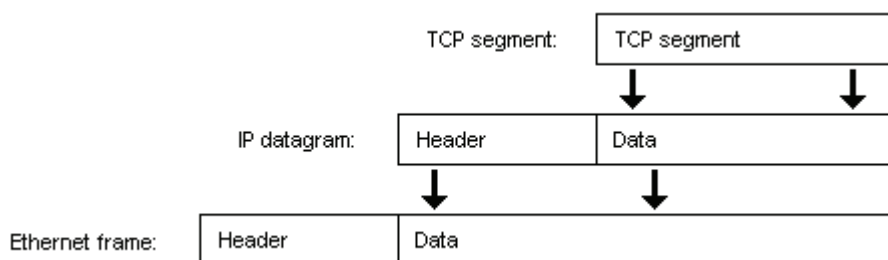 TCP segment: TCP segment
IP datagram: Header Data
Ethernet frame: Header Data